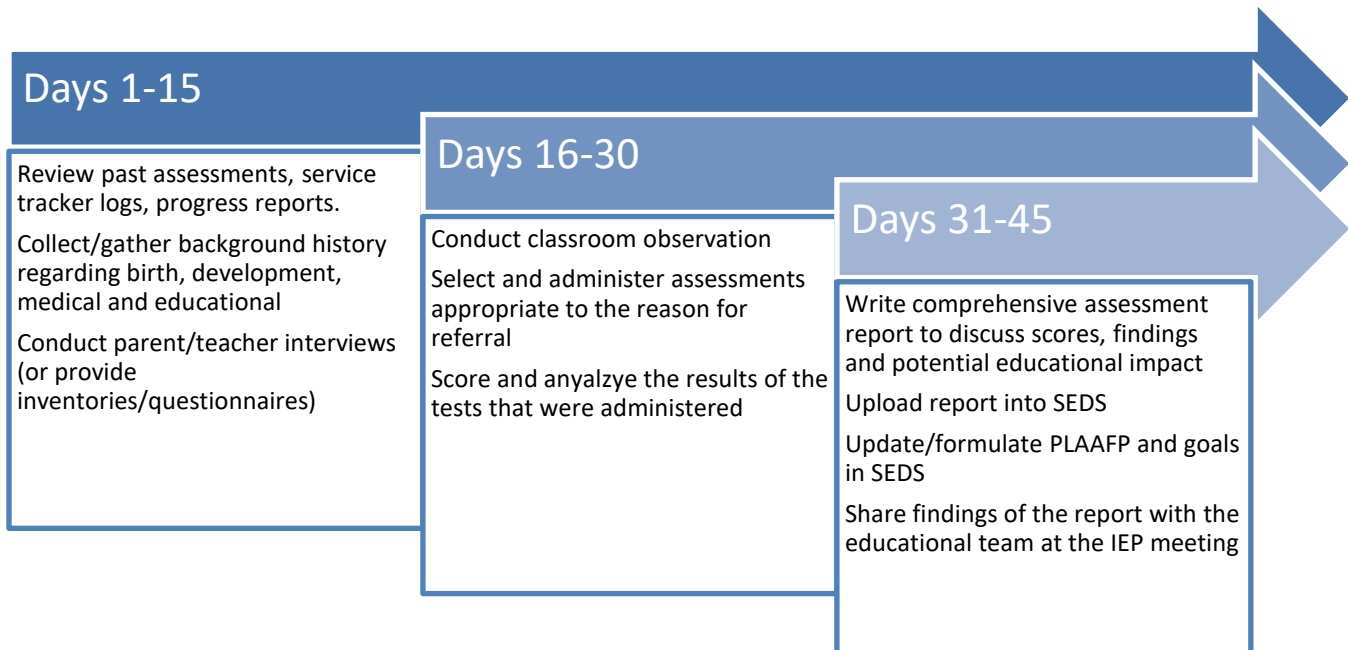 Days 1-15
Review past assessments, service
tracker logs, progress reports.
Collect/gather background history
regarding birth, development,
medical and educational
Conduct parent/teacher interviews
(or provide
inventories/questionnaires)
Days 16-30
Conduct classroom observation
Select and administer assessments
appropriate to the reason for
referral
Score and anyalzye the results of the
tests that were administered
Days 31-45
Write comprehensive assessment
report to discuss scores, findings
and potential educational impact
Upload report into SEDS
Update/formulate PLAAFP and goals
in SEDS
Share findings of the report with the
educational team at the IEP meeting